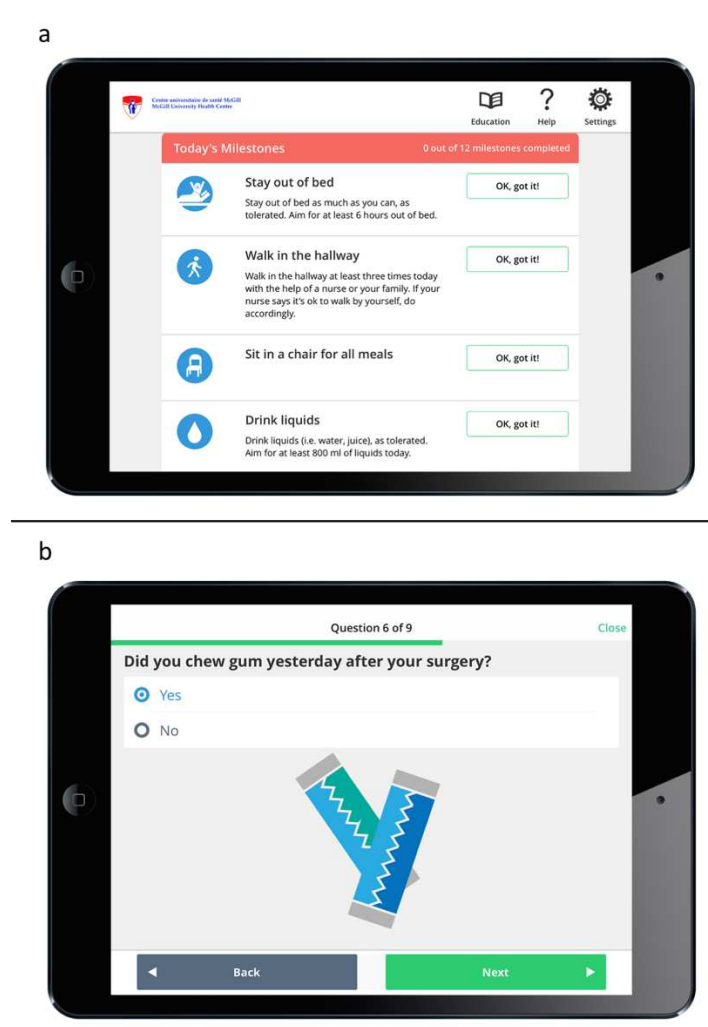 a
Centre universitaire de santé McGill
McGill University Health Centre
Education
Help
Settings
Today's Milestones
0 out of 12 milestones completed
Stay out of bed
OK, got it!
Stay out of bed as much as you can, as
tolerated. Aim for at least 6 hours out of bed.
Walk in the hallway
OK, got it!
Walk in the hallway at least three times today
with the help of a nurse or your family. If your
nurse says it's ok to walk by yourself, do
accordingly.
Sit in a chair for all meals
OK, got it!
Drink liquids
OK, got it!
Drink liquids (i.e. water, juice), as tolerated.
Aim for at least 800 ml of liquids today.
b
Question 6 of 9
Close
Did you chew gum yesterday after your surgery?
Yes
No
Back
Next